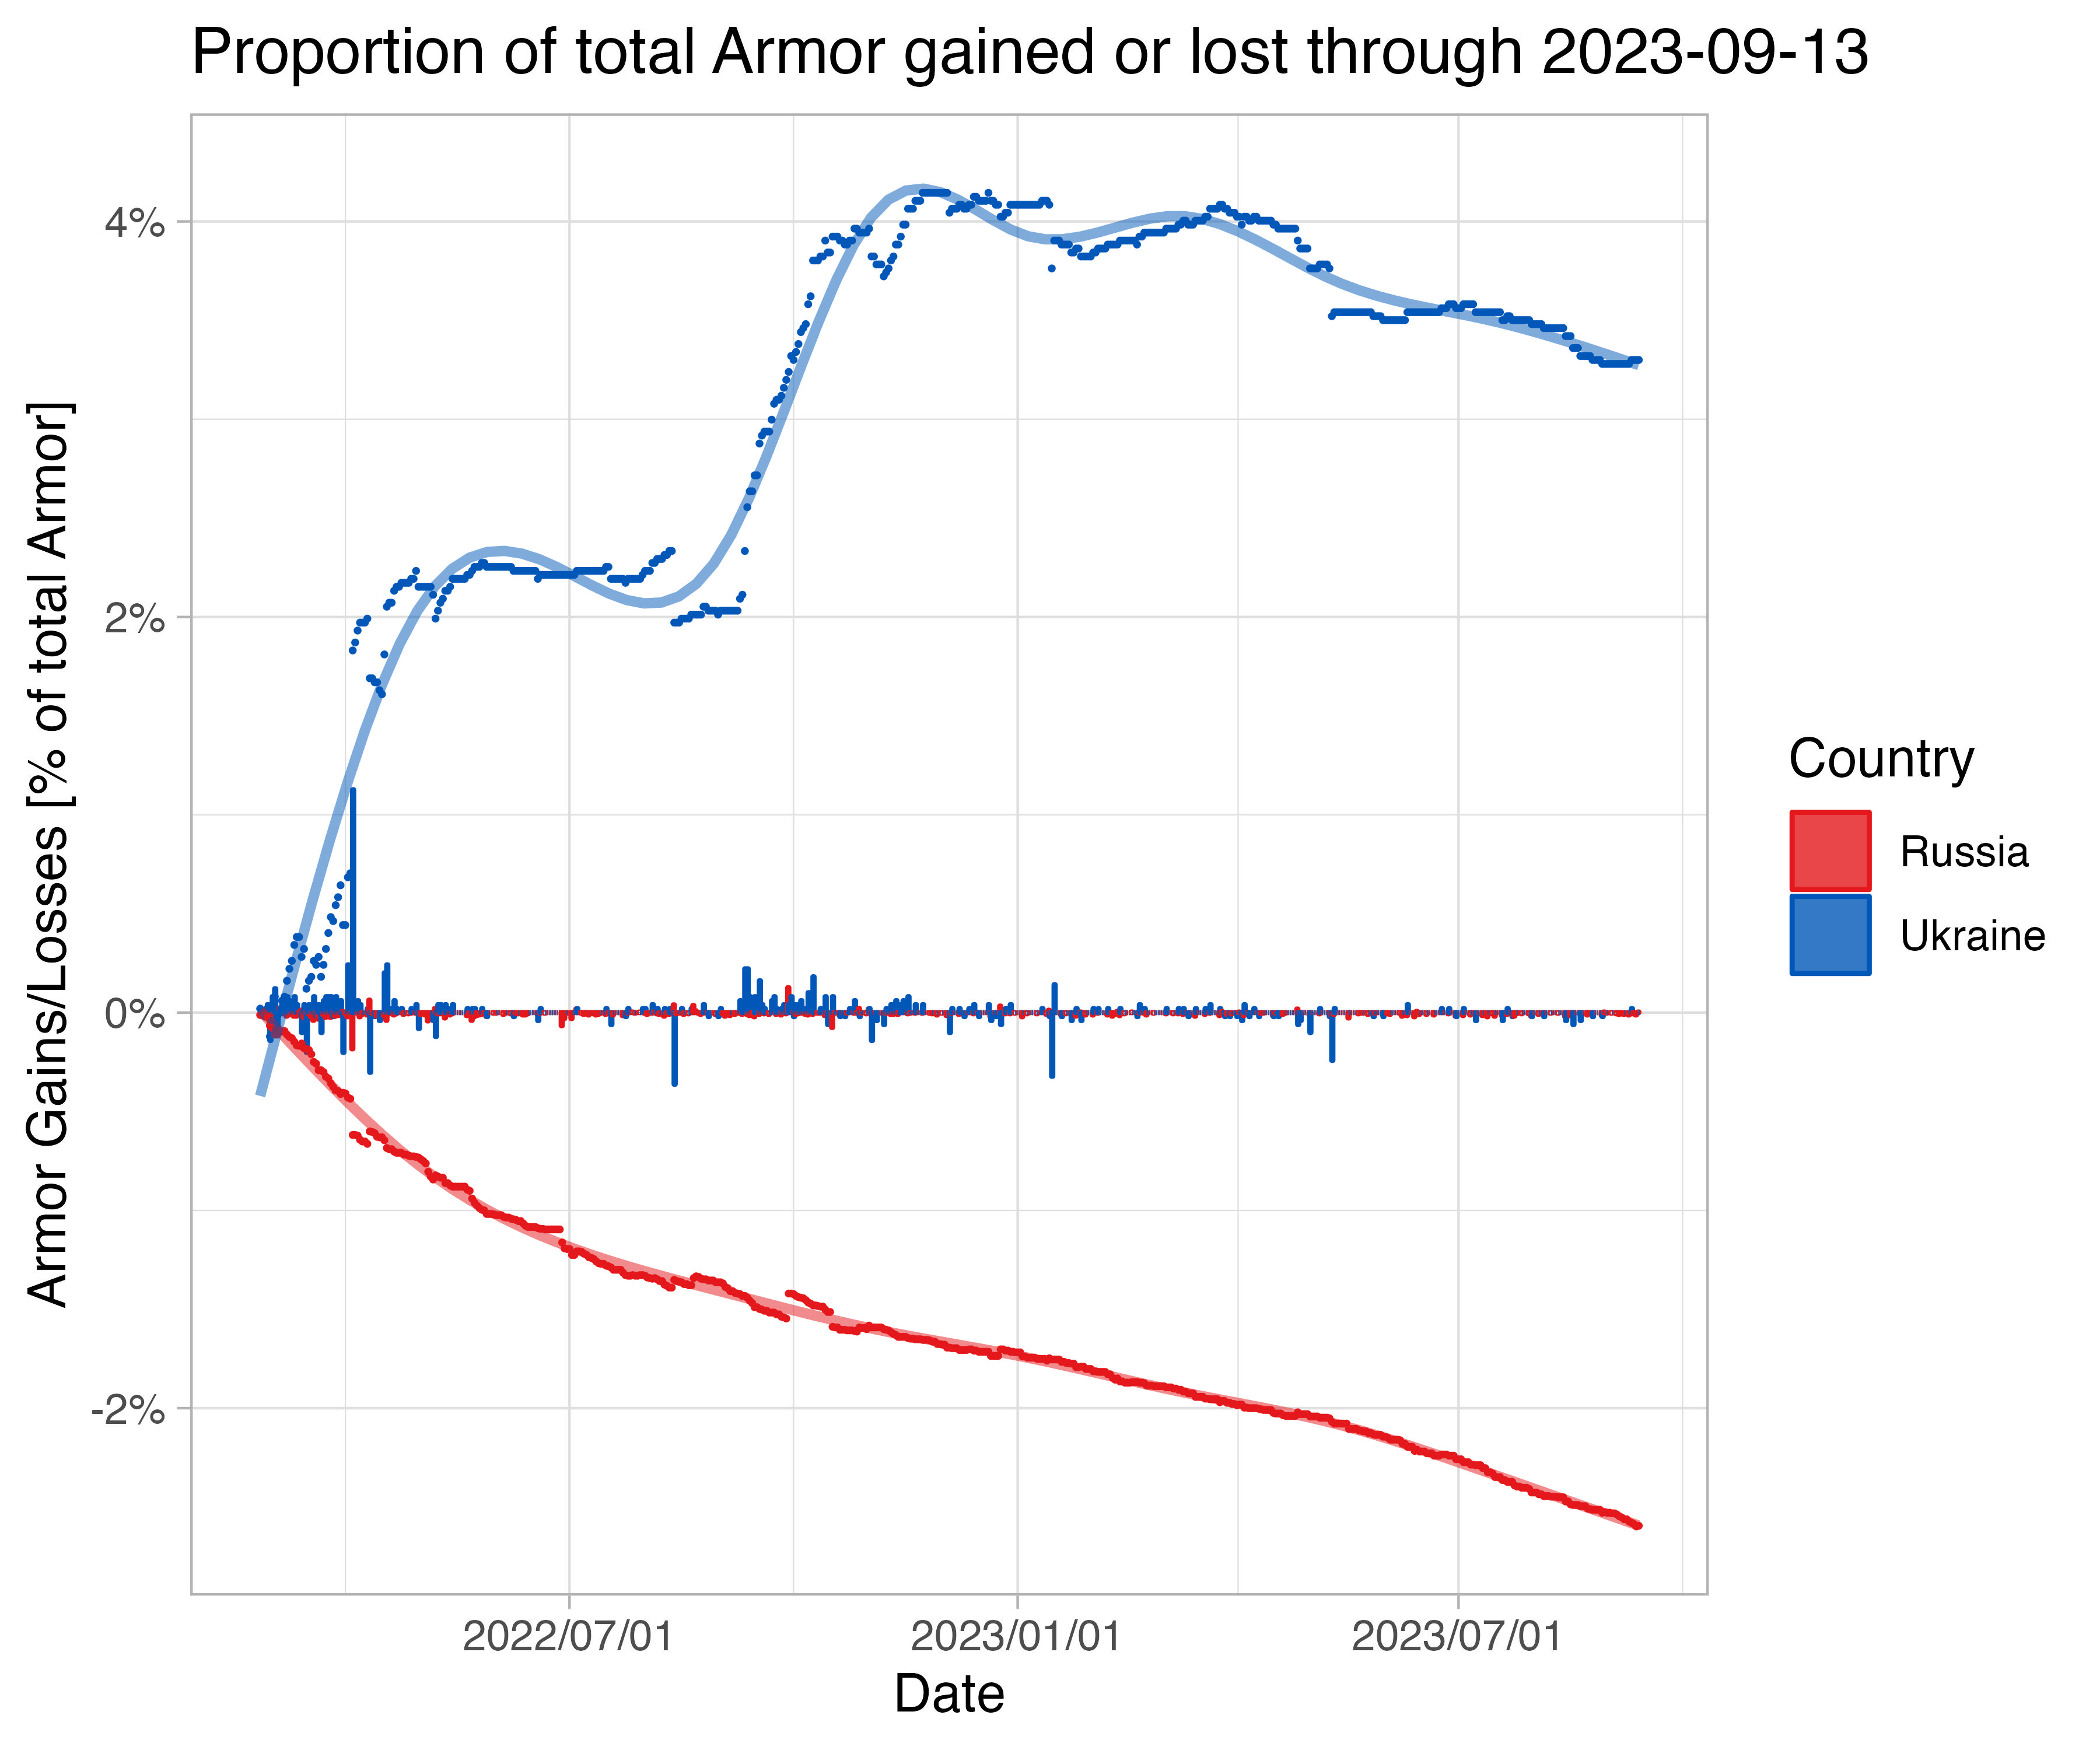 Proportion of total Armor gained or lost through 2023-09-13
Armor Gains/Losses [% of total Armor]
4%
2%
0%
-2%
2022/07/01
2023/01/01
2023/07/01
Date
Country
Russia
Ukraine